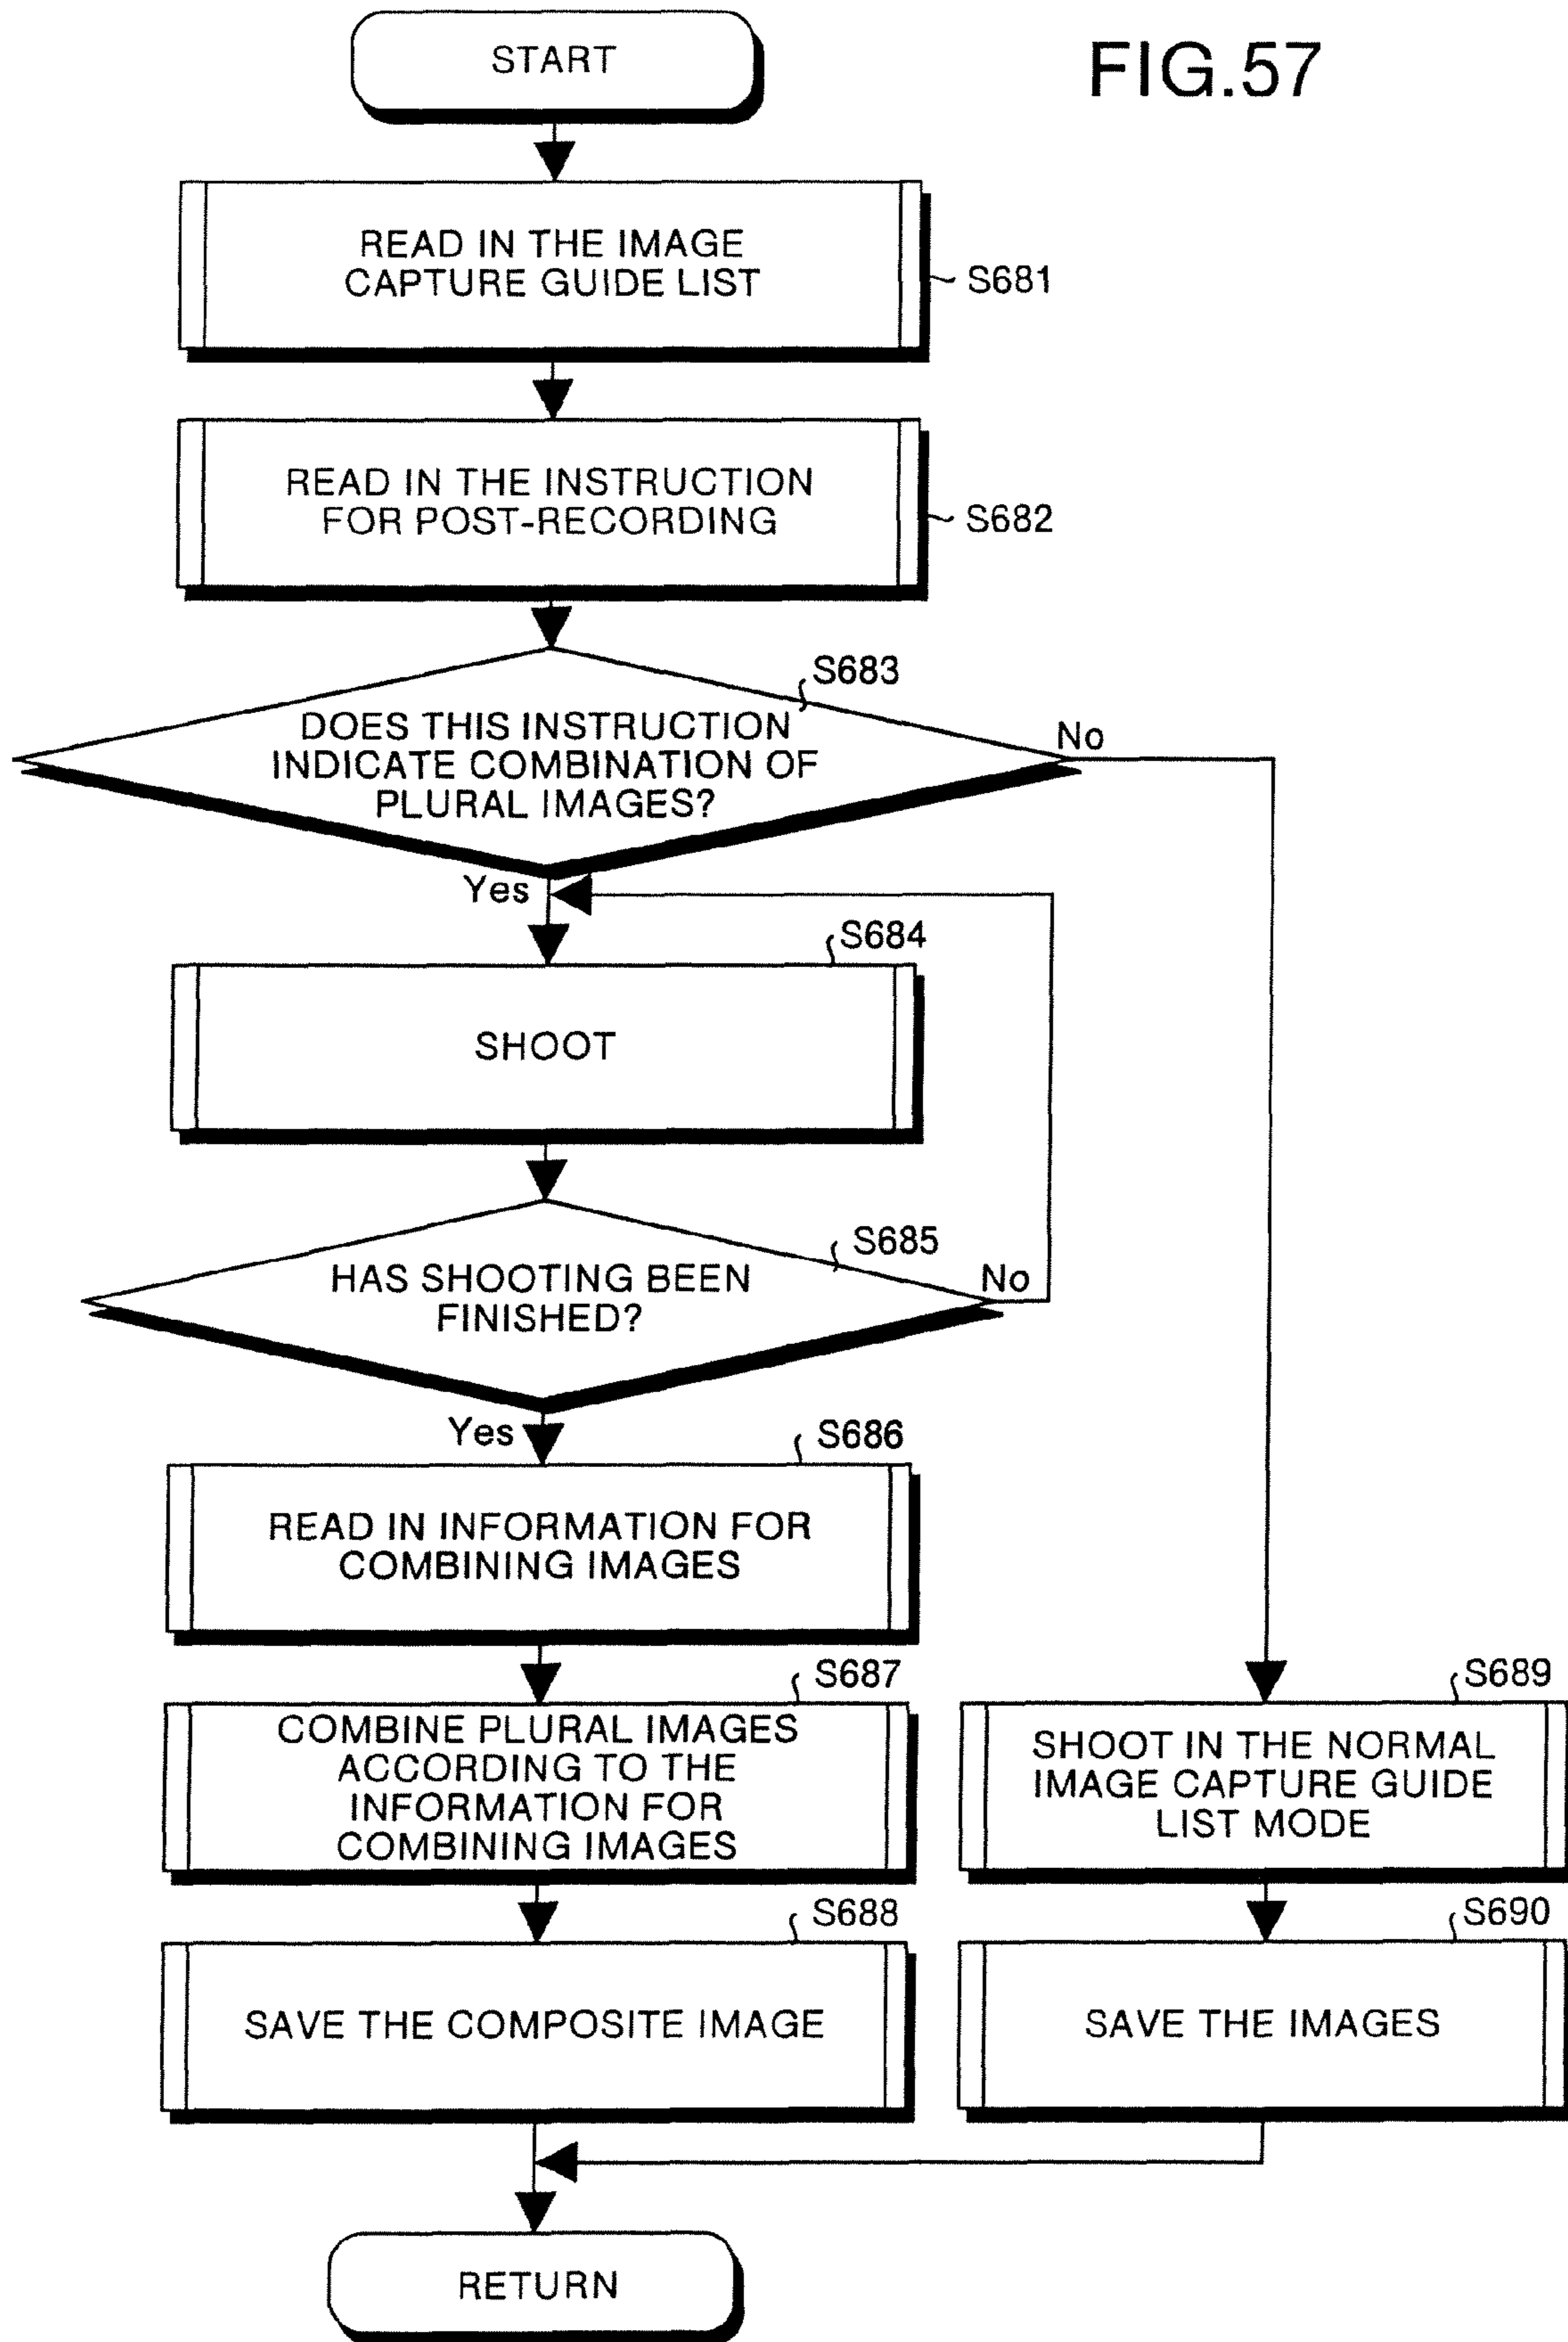 START
FIG.57
READ IN THE IMAGE
CAPTURE GUIDE LIST
S681
READ IN THE INSTRUCTION
FOR POST-RECORDING
S682
S683
DOES THIS INSTRUCTION
INDICATE COMBINATION OF
PLURAL IMAGES?
No
Yes
S684
SHOOT
S685
HAS SHOOTING BEEN
FINISHED?
No
Yes
S686
READ IN INFORMATION FOR
COMBINING IMAGES
S687
COMBINE PLURAL IMAGES
ACCORDING TO THE
INFORMATION FOR
COMBINING IMAGES
S689
SHOOT IN THE NORMAL
IMAGE CAPTURE GUIDE
LIST MODE
S688
SAVE THE COMPOSITE IMAGE
S690
SAVE THE IMAGES
RETURN